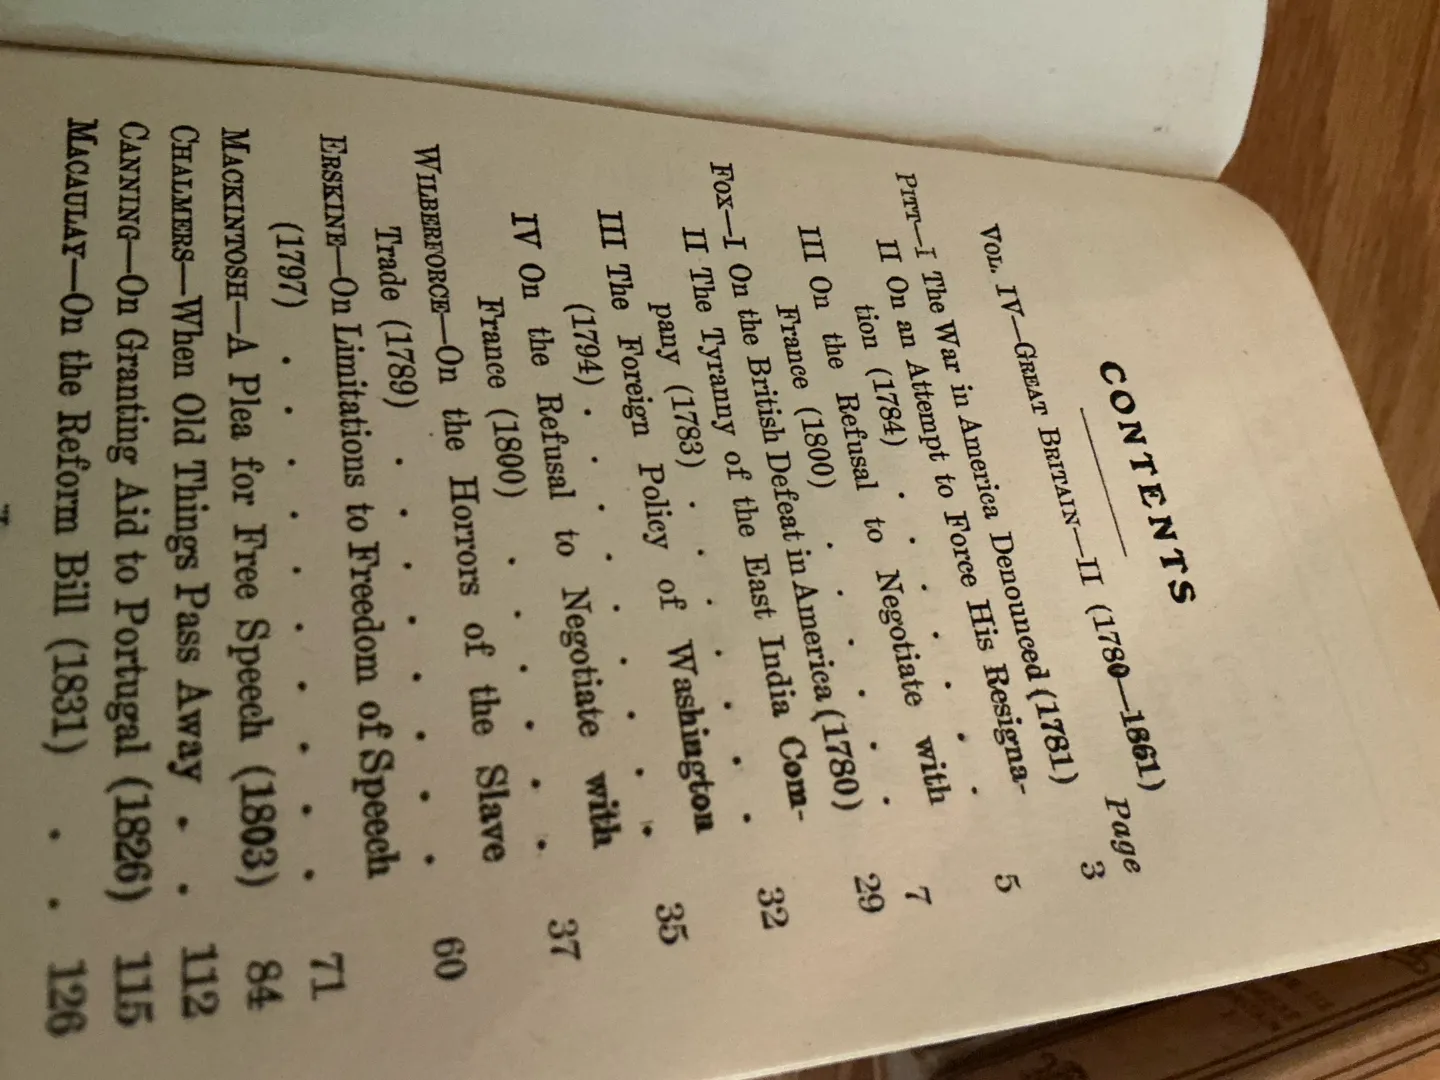 CONTENTS
VOL. IV—GREAT BRITAIN—II (1780—1861)
Page
PITT—I The War in America Denounced (1781) 3
II On an Attempt to Force His Resigna-
tion (1784) . . . . . . 5
III On the Refusal to Negotiate with
France (1800) . . . . . . 7
FOX—I On the British Defeat in America (1780) 29
II The Tyranny of the East India Com-
pany (1783) . . . . . . . 32
III The Foreign Policy of Washington
(1794) . . . . . . . . . 35
IV On the Refusal to Negotiate with
France (1800) . . . . . . 37
WILBERFORCE—On the Horrors of the Slave
Trade (1789) . . . . . . . . 60
ERSKINE—On Limitations to Freedom of Speech
(1797) . . . . . . . . . . 71
MACKINTOSH—A Plea for Free Speech (1803) 84
CHALMERS—When Old Things Pass Away . . 112
CANNING—On Granting Aid to Portugal (1826) 115
MACAULAY—On the Reform Bill (1831) . . 126